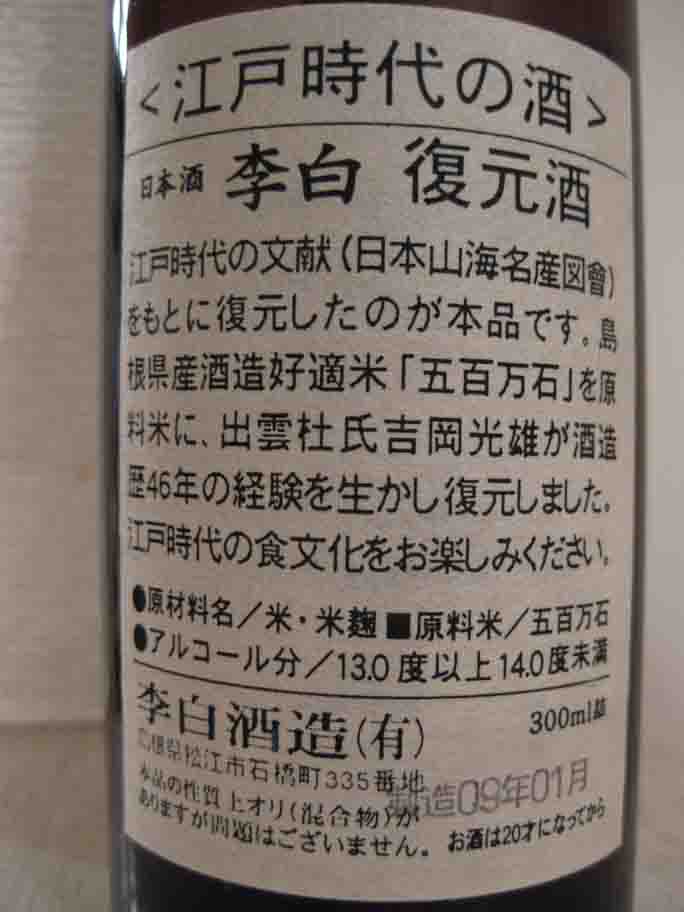 <江戸時代の酒>
日本酒 李白 復元酒
江戸時代の文献(日本山海名産図會)
をもとに復元したのが本品です。島
根県産酒造好適米「五百万石」を原
料米に、出雲杜氏吉岡光雄が酒造
歴46年の経験を生かし復元しました。
江戸時代の食文化をお楽しみください。
●原材料名/米・米麹 ■原料米/五百万石
●アルコール分/13.0度以上14.0度未満
李白酒造(有) 300ml詰
島根県松江市石橋町335番地
製造09年01月
本品の性質上オリ(混合物)が
ありますが問題はございません。 お酒は20才になってから